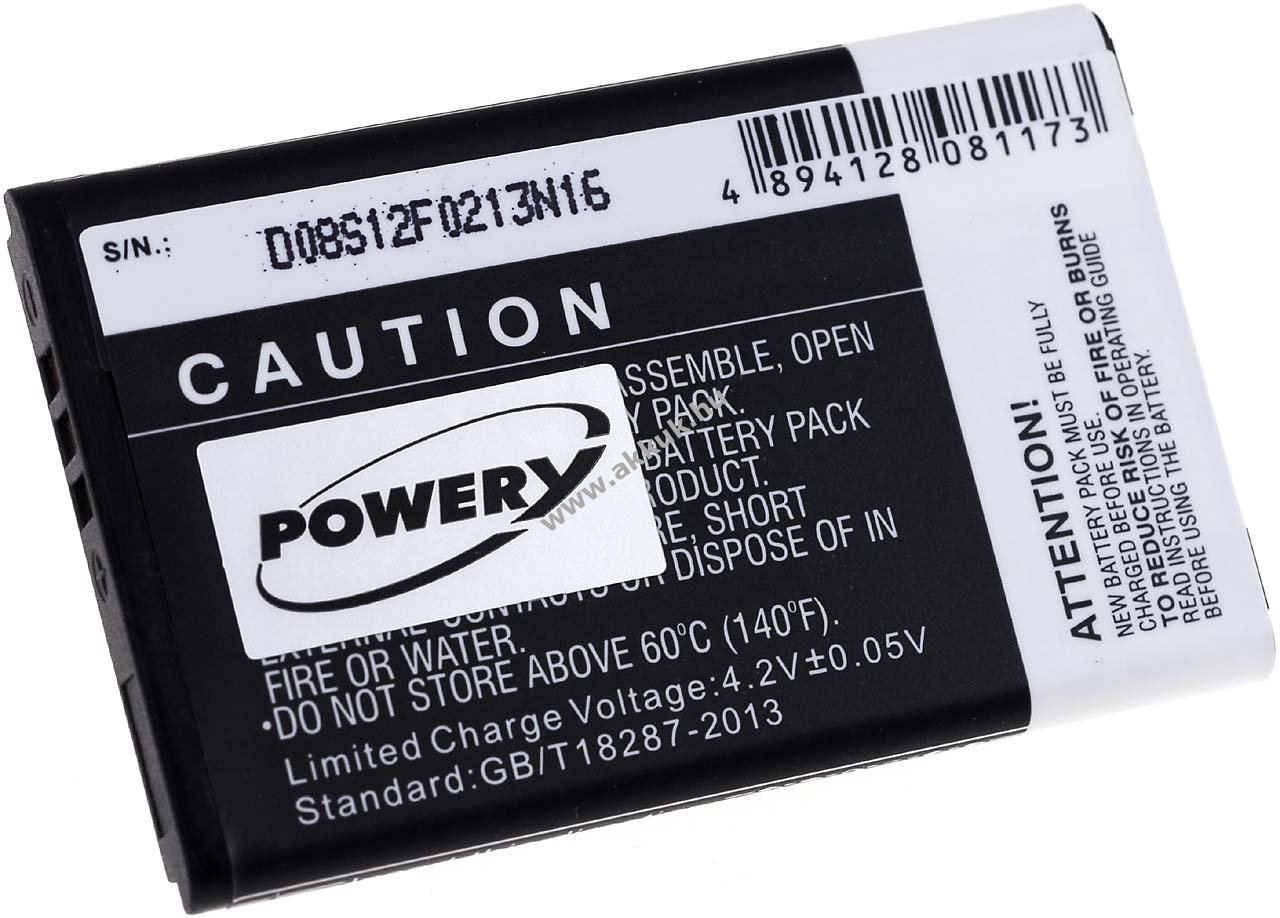 S/N.: D08S12F0213N16
4 894128 081173
CAUTION
ASSEMBLE, OPEN
PACK.
BATTERY PACK
SHORT
DISPOSE OF IN
FIRE OR WATER.
•DO NOT STORE ABOVE 60°C (140°F).
Limited Charge Voltage:4.2V±0.05V
Standard:GB/T18287-2013
POWERY
www.akkuk.hu
ATTENTION!
NEW BATTERY PACK MUST BE FULLY
CHARGED BEFORE USE.
TO REDUCE RISK OF FIRE OR BURNS
READ INSTRUCTIONS IN OPERATING GUIDE
BEFORE USING THE BATTERY.